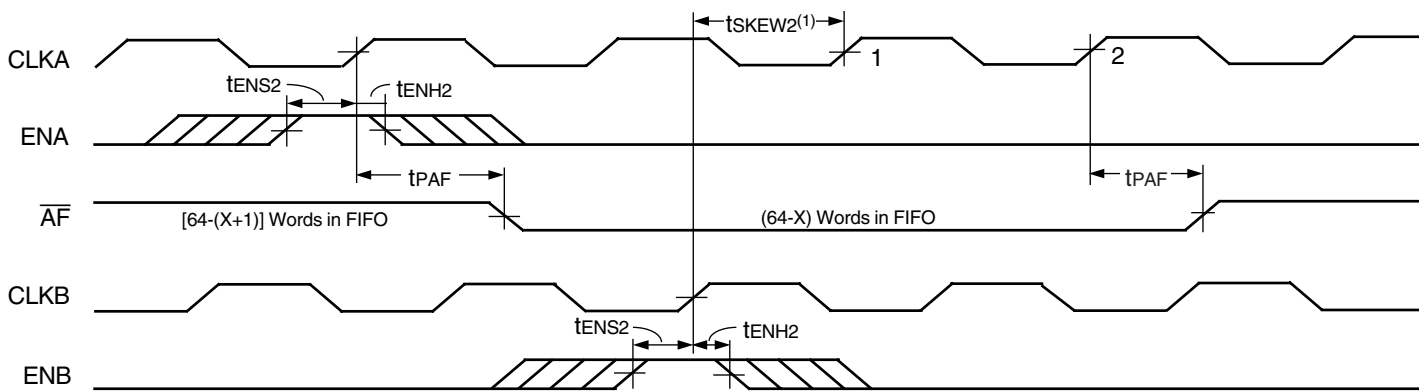 tSKEW2(1)
CLKA
1
2
tENS2
tENH2
ENA
tPAF
tPAF
AF
[64-(X+1)] Words in FIFO
(64-X) Words in FIFO
CLKB
tENS2
tENH2
ENB